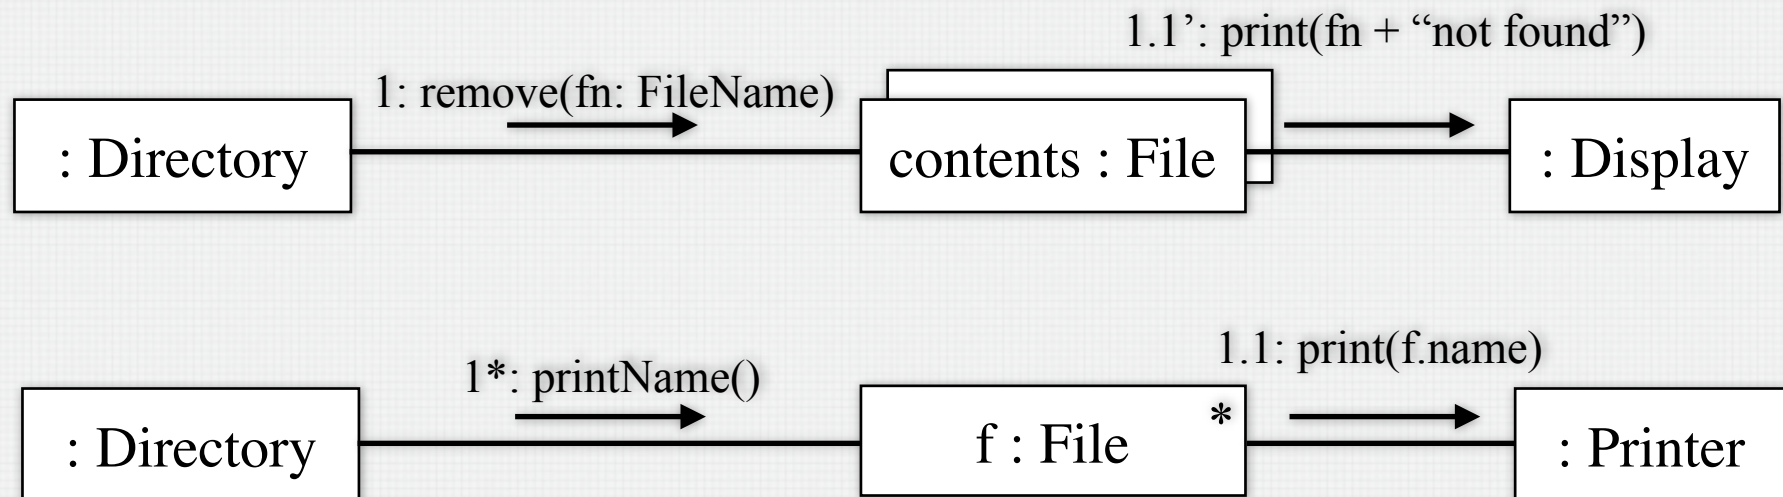 1.1’: print(fn + “not found”)
1: remove(fn: FileName)
: Directory
contents : File
: Display
1.1: print(f.name)
1*: printName()
: Directory
f : File
*
: Printer